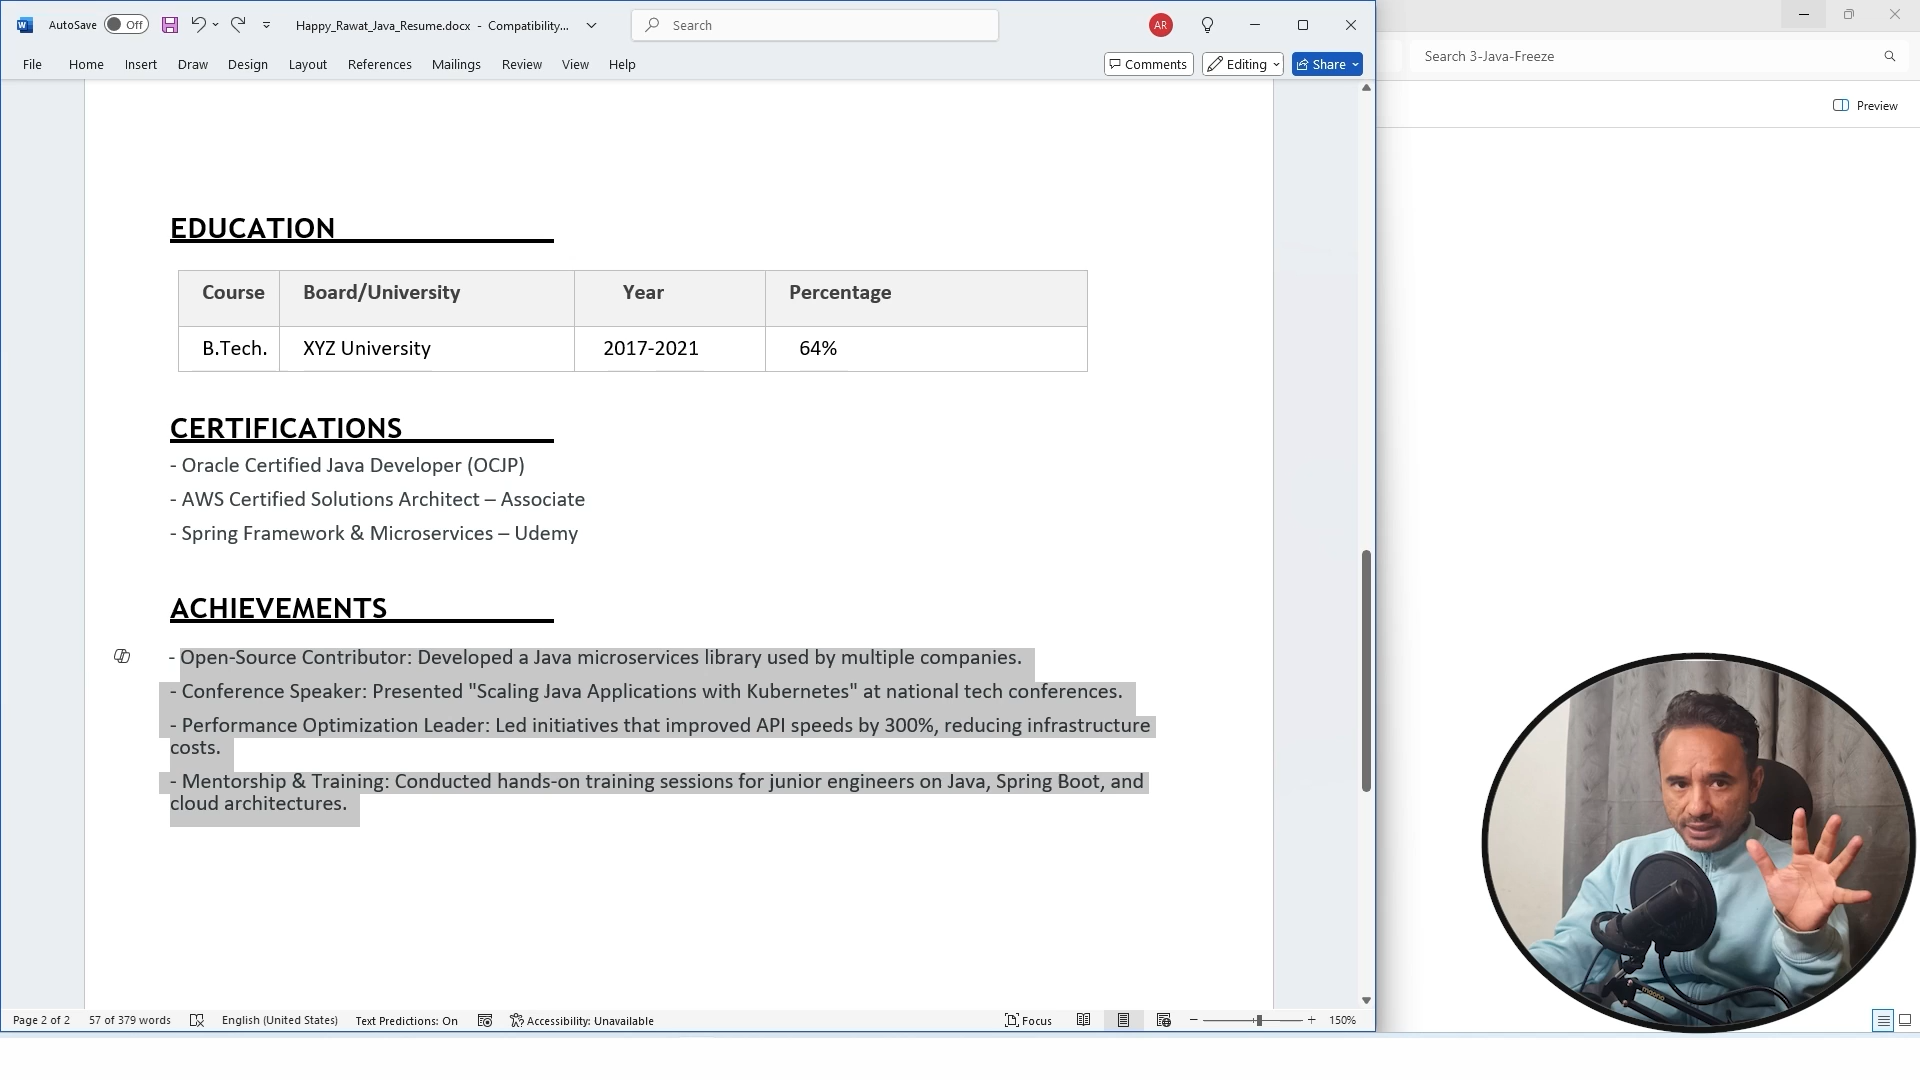 AutoSave Off Happy_Rawat_Java_Resume.docx - Compatibility... Search AR
File Home Insert Draw Design Layout References Mailings Review View Help Comments Editing Share
Search 3-Java-Freeze
Preview
EDUCATION
Course Board/University Year Percentage
B.Tech. XYZ University 2017-2021 64%
CERTIFICATIONS
- Oracle Certified Java Developer (OCJP)
- AWS Certified Solutions Architect – Associate
- Spring Framework & Microservices – Udemy
ACHIEVEMENTS
- Open-Source Contributor: Developed a Java microservices library used by multiple companies.
- Conference Speaker: Presented "Scaling Java Applications with Kubernetes" at national tech conferences.
- Performance Optimization Leader: Led initiatives that improved API speeds by 300%, reducing infrastructure
costs.
- Mentorship & Training: Conducted hands-on training sessions for junior engineers on Java, Spring Boot, and
cloud architectures.
maono
Page 2 of 2 57 of 379 words English (United States) Text Predictions: On Accessibility: Unavailable Focus 150%